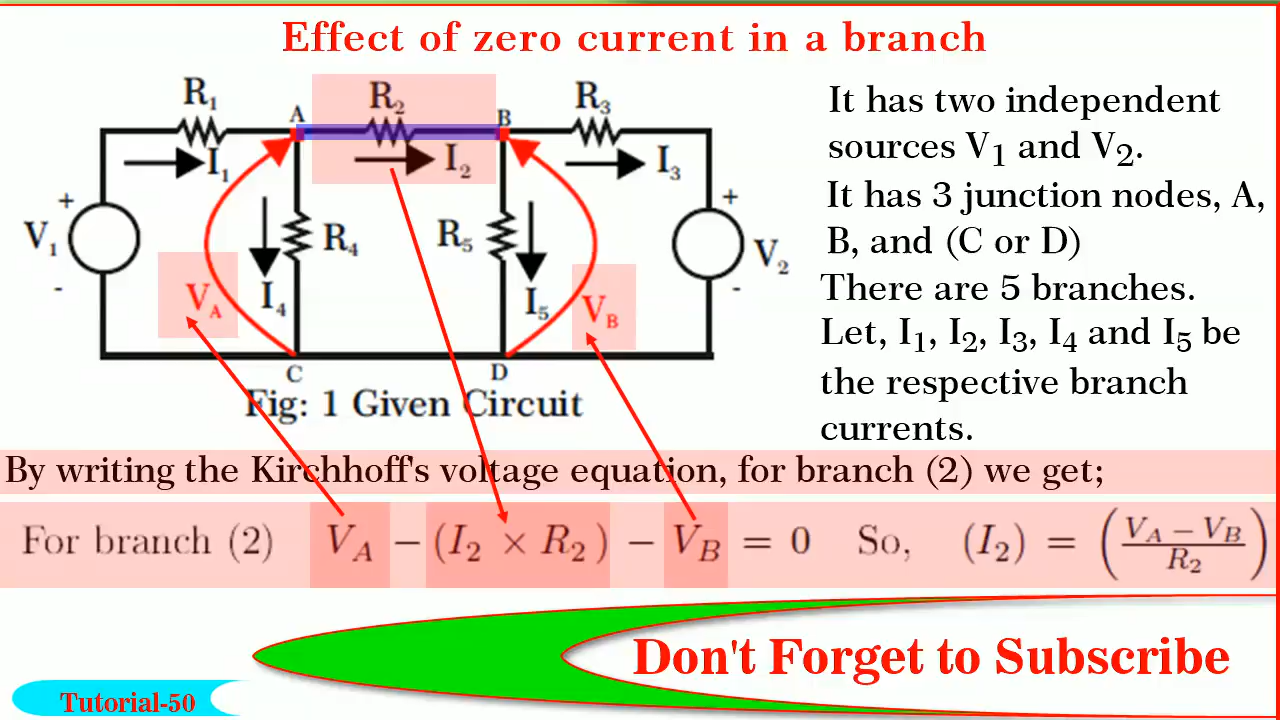 Effect of zero current in a branch
R1
A
R2
B
R3
I1
I2
I3
+
V1
-
R4
R5
+
V2
-
VA
I4
I5
VB
C
D
Fig: 1 Given Circuit
It has two independent
sources V1 and V2.
It has 3 junction nodes, A,
B, and (C or D)
There are 5 branches.
Let, I1, I2, I3, I4 and I5 be
the respective branch
currents.
By writing the Kirchhoff's voltage equation, for branch (2) we get;
For branch (2) VA − (I2 × R2) − VB = 0 So, (I2) = (VA − VB / R2)
Don't Forget to Subscribe
Tutorial-50